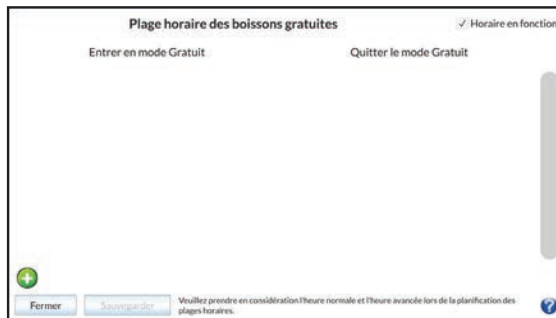 Plage horaire des boissons gratuites
✓ Horaire en fonction
Entrer en mode Gratuit
Quitter le mode Gratuit
Fermer
Sauvegarder
Veuillez prendre en considération l'heure normale et l'heure avancée lors de la planification des
plages horaires.
?